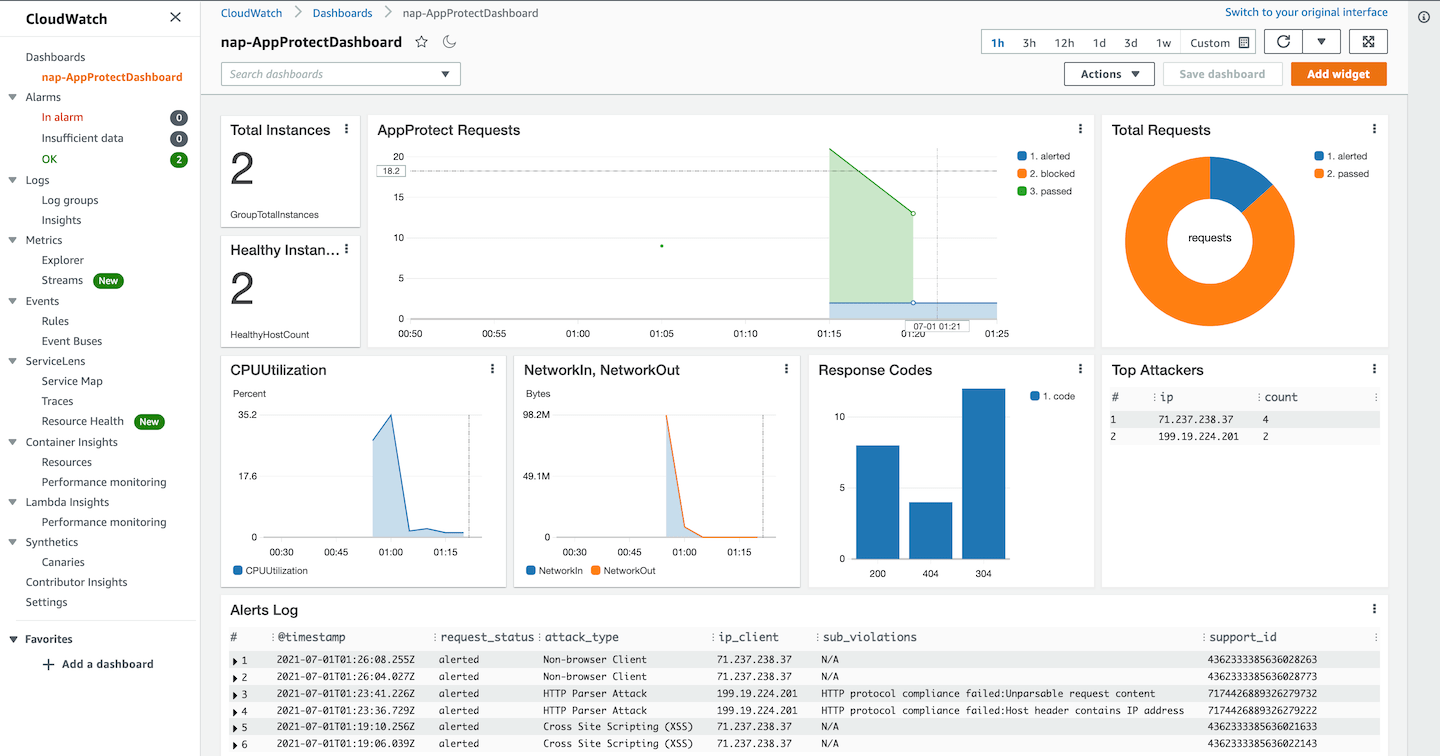 CloudWatch
Dashboards
nap-AppProtectDashboard
Alarms
In alarm 0
Insufficient data 0
OK 2
Logs
Log groups
Insights
Metrics
Explorer
Streams New
Events
Rules
Event Buses
ServiceLens
Service Map
Traces
Resource Health New
Container Insights
Resources
Performance monitoring
Lambda Insights
Performance monitoring
Synthetics
Canaries
Contributor Insights
Settings
Favorites
Add a dashboard
CloudWatch Dashboards nap-AppProtectDashboard
Switch to your original interface
nap-AppProtectDashboard
1h 3h 12h 1d 3d 1w Custom
Search dashboards
Actions Save dashboard Add widget
Total Instances
2
GroupTotalInstances
Healthy Instan...
2
HealthyHostCount
AppProtect Requests
20
18.2
15
10
5
0
00:50 00:55 01:00 01:05 01:10 01:15 01:20 01:25
07-01 01:21
1. alerted
2. blocked
3. passed
Total Requests
requests
1. alerted
2. passed
CPUUtilization
Percent
35.2
17.6
0
00:30 00:45 01:00 01:15
CPUUtilization
NetworkIn, NetworkOut
Bytes
98.2M
49.1M
0
00:30 00:45 01:00 01:15
NetworkIn NetworkOut
Response Codes
10
5
0
200 404 304
1. code
Top Attackers
# ip count
1 71.237.238.37 4
2 199.19.224.201 2
Alerts Log
# @timestamp request_status attack_type ip_client sub_violations support_id
1 2021-07-01T01:26:08.255Z alerted Non-browser Client 71.237.238.37 N/A 4362333385636028263
2 2021-07-01T01:26:04.027Z alerted Non-browser Client 71.237.238.37 N/A 4362333385636028773
3 2021-07-01T01:23:41.226Z alerted HTTP Parser Attack 199.19.224.201 HTTP protocol compliance failed:Unparsable request content 7174426889326279732
4 2021-07-01T01:23:36.729Z alerted HTTP Parser Attack 199.19.224.201 HTTP protocol compliance failed:Host header contains IP address 7174426889326279222
5 2021-07-01T01:19:10.256Z alerted Cross Site Scripting (XSS) 71.237.238.37 N/A 4362333385636021633
6 2021-07-01T01:19:06.039Z alerted Cross Site Scripting (XSS) 71.237.238.37 N/A 4362333385636022143